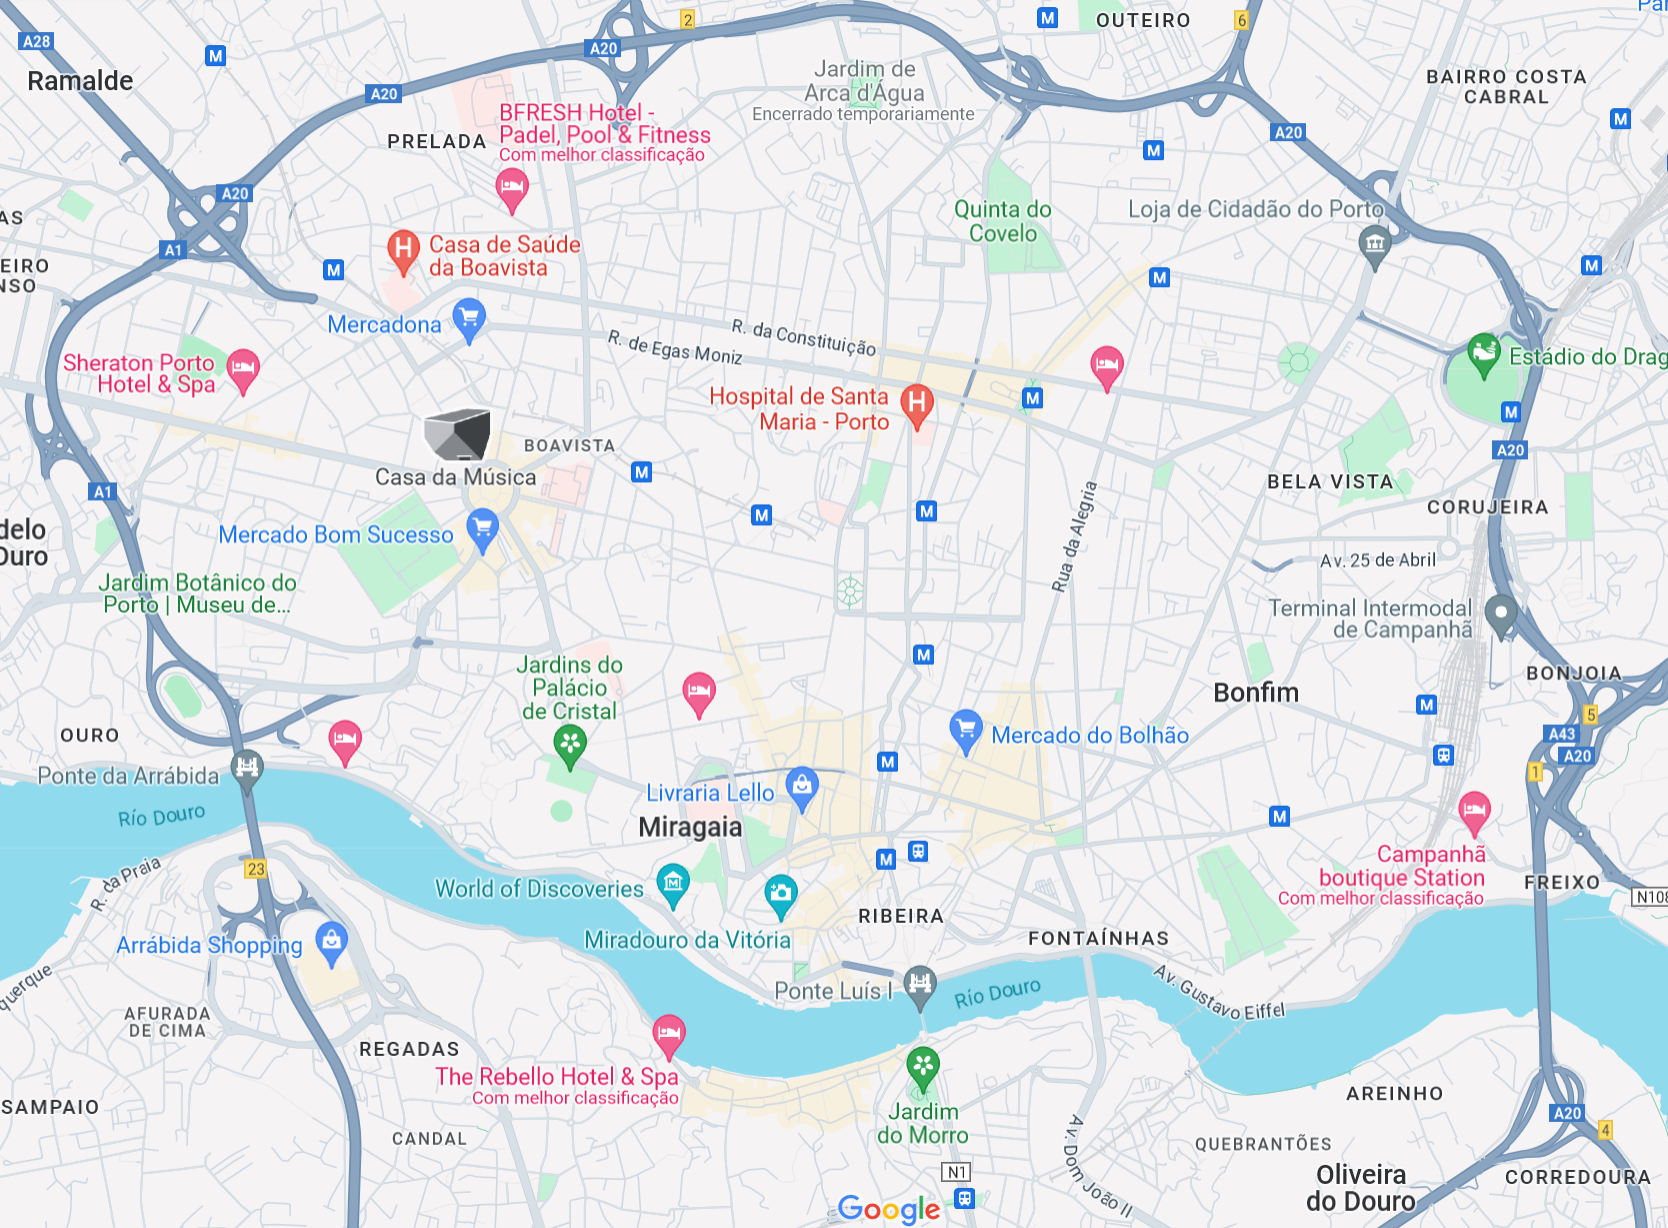 A28
M
2
A20
M
OUTEIRO
6
Ramalde
A20
Jardim de
Arca d'Água
Encerrado temporariamente
BAIRRO COSTA
CABRAL
M
PRELADA
BFRESH Hotel -
Padel, Pool & Fitness
Com melhor classificação
A20
M
A20
Quinta do
Covelo
Loja de Cidadão do Porto
AS
A1
H
Casa de Saúde
da Boavista
EIRO
NSO
M
M
M
Mercadona
R. da Constituição
R. de Egas Moniz
Sheraton Porto
Hotel & Spa
Estádio do Drag
Hospital de Santa
Maria - Porto
H
M
M
BOAVISTA
A20
Casa da Música
M
BELA VISTA
A1
CORUJEIRA
M
M
Rua da Alegria
delo
Ouro
Mercado Bom Sucesso
Av. 25 de Abril
Jardim Botânico do
Porto | Museu de...
Terminal Intermodal
de Campanhã
M
Jardins do
Palácio
de Cristal
BONJOIA
Bonfim
M
5
OURO
Mercado do Bolhão
A43
A20
M
1
Ponte da Arrábida
Livraria Lello
Río Douro
Miragaia
M
M
R. da Praia
23
World of Discoveries
Campanhã
boutique Station
Com melhor classificação
FREIXO
N108
RIBEIRA
Arrábida Shopping
Miradouro da Vitória
FONTAÍNHAS
querque
Ponte Luís I
Río Douro
Av. Gustavo Eiffel
AFURADA
DE CIMA
REGADAS
The Rebello Hotel & Spa
Com melhor classificação
AREINHO
SAMPAIO
Jardim
do Morro
A20
4
CANDAL
Av. Dom João II
QUEBRANTÕES
N1
Oliveira
do Douro
CORREDOURA
Google